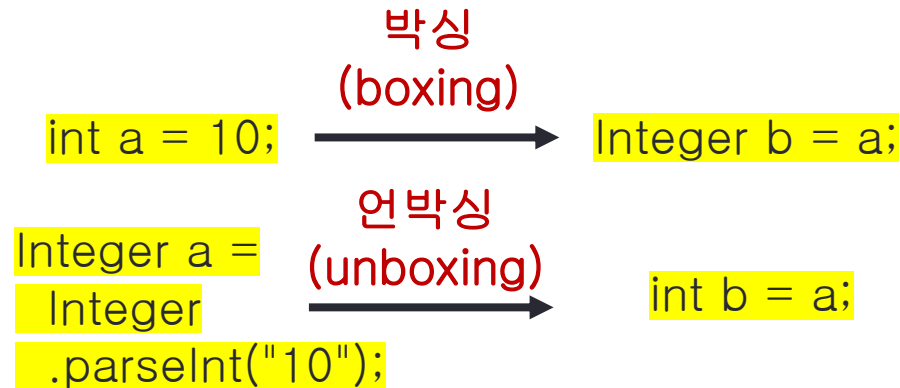 박싱
(boxing)
int a = 10;
Integer b = a;
언박싱
(unboxing)
Integer a =
Integer
.parseInt("10");
int b = a;